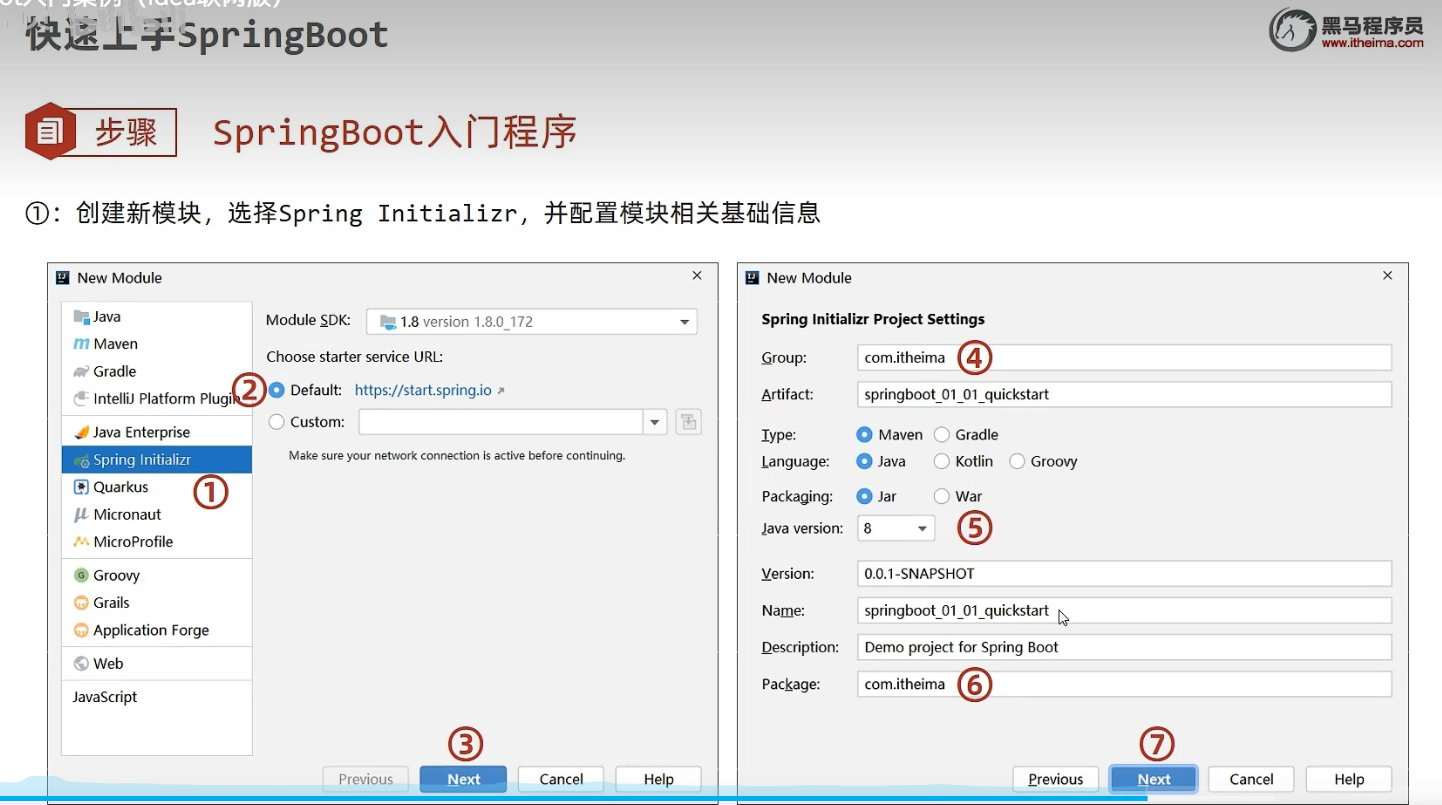 快速上手SpringBoot
黑马程序员
www.itheima.com
步骤
SpringBoot入门程序
①：创建新模块，选择Spring Initializr，并配置模块相关基础信息
New Module
Java
Maven
Gradle
IntelliJ Platform Plugin
Java Enterprise
Spring Initializr
①
Quarkus
Micronaut
MicroProfile
Groovy
Grails
Application Forge
Web
JavaScript
Module SDK: 1.8 version 1.8.0_172
Choose starter service URL:
② Default: https://start.spring.io
Custom:
Make sure your network connection is active before continuing.
③
Previous Next Cancel Help
New Module
Spring Initializr Project Settings
Group: com.itheima ④
Artifact: springboot_01_01_quickstart
Type: Maven Gradle
Language: Java Kotlin Groovy
Packaging: Jar War
Java version: 8 ⑤
Version: 0.0.1-SNAPSHOT
Name: springboot_01_01_quickstart
Description: Demo project for Spring Boot
Package: com.itheima ⑥
⑦
Previous Next Cancel Help